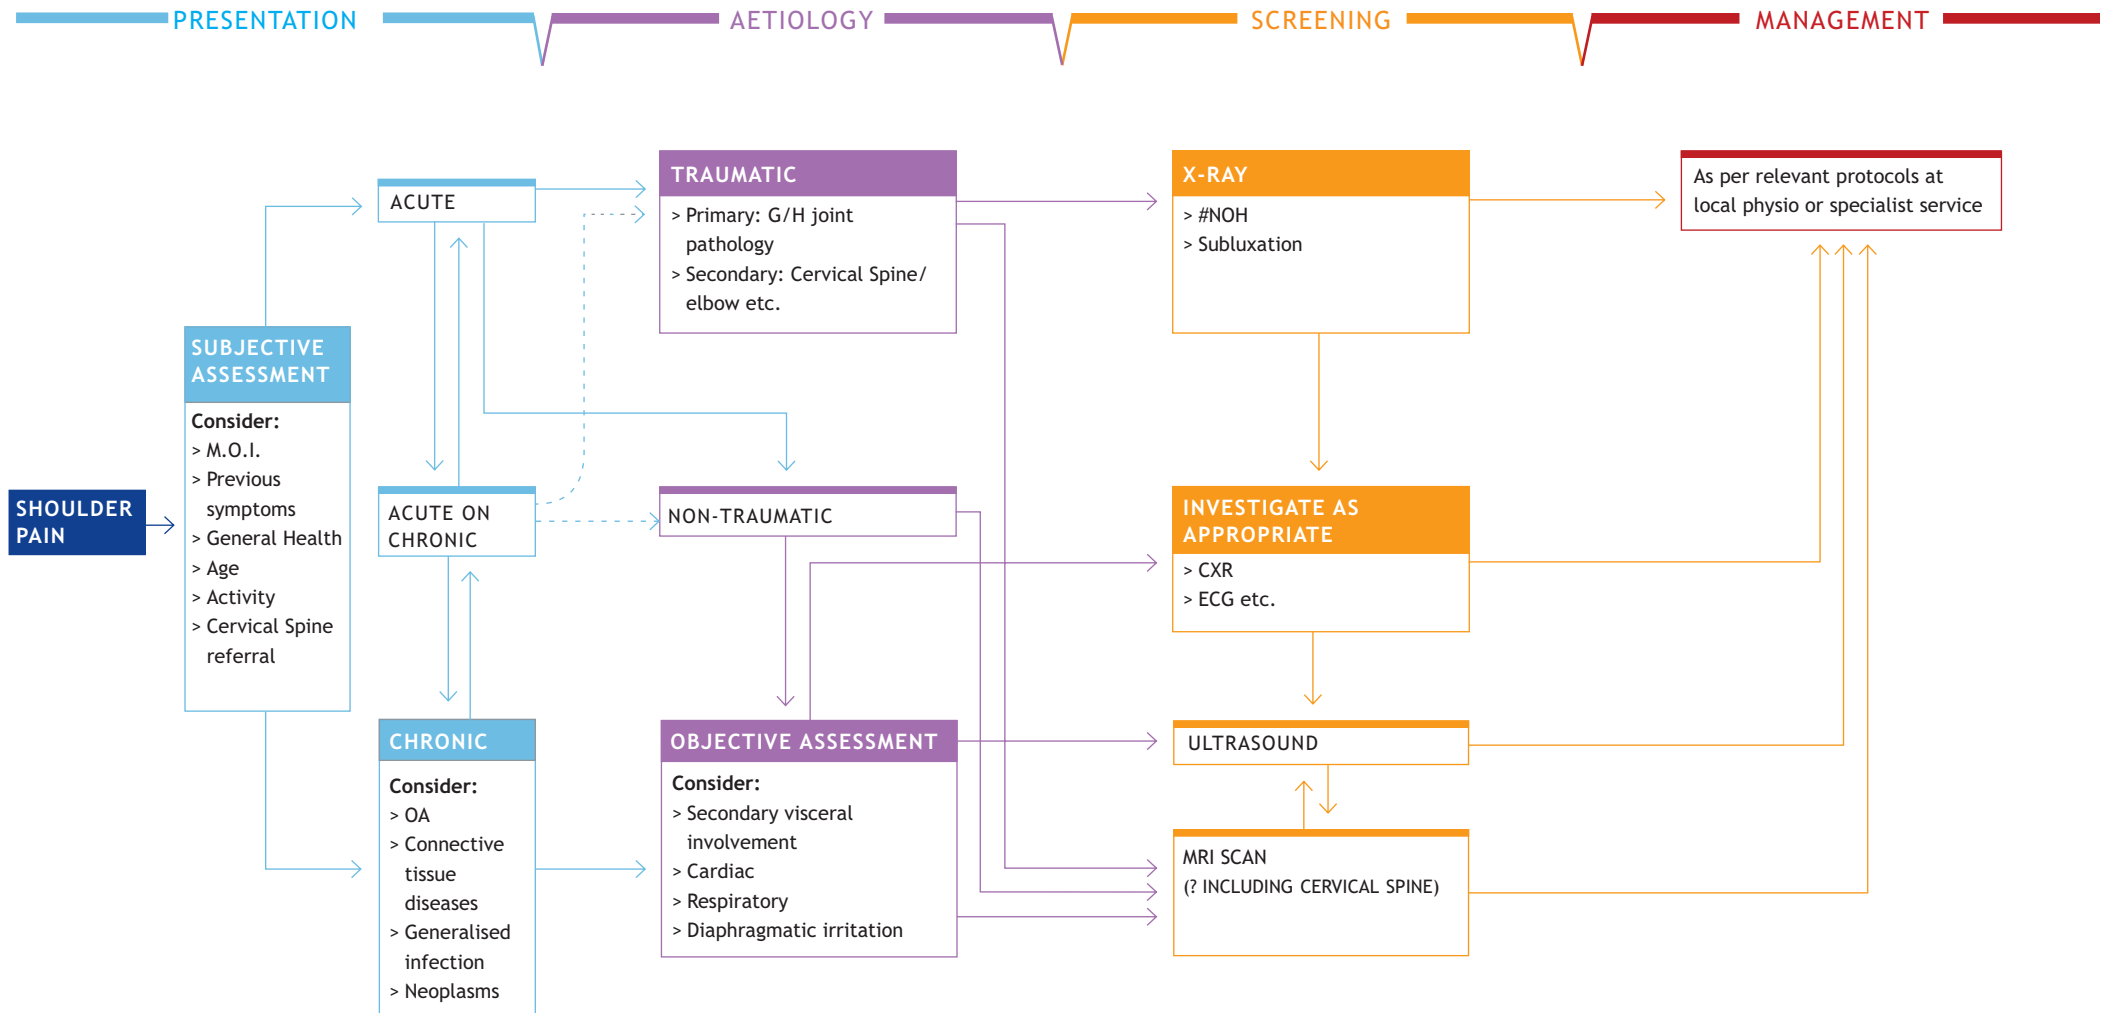 PRESENTATION
AETIOLOGY
SCREENING
MANAGEMENT
SHOULDER
PAIN
SUBJECTIVE
ASSESSMENT
Consider:
> M.O.I.
> Previous
symptoms
> General Health
> Age
> Activity
> Cervical Spine
referral
ACUTE
ACUTE ON
CHRONIC
CHRONIC
Consider:
> OA
> Connective
tissue
diseases
> Generalised
infection
> Neoplasms
TRAUMATIC
> Primary: G/H joint
pathology
> Secondary: Cervical Spine/
elbow etc.
NON-TRAUMATIC
OBJECTIVE ASSESSMENT
Consider:
> Secondary visceral
involvement
> Cardiac
> Respiratory
> Diaphragmatic irritation
X-RAY
> #NOH
> Subluxation
INVESTIGATE AS
APPROPRIATE
> CXR
> ECG etc.
ULTRASOUND
MRI SCAN
(? INCLUDING CERVICAL SPINE)
As per relevant protocols at
local physio or specialist service